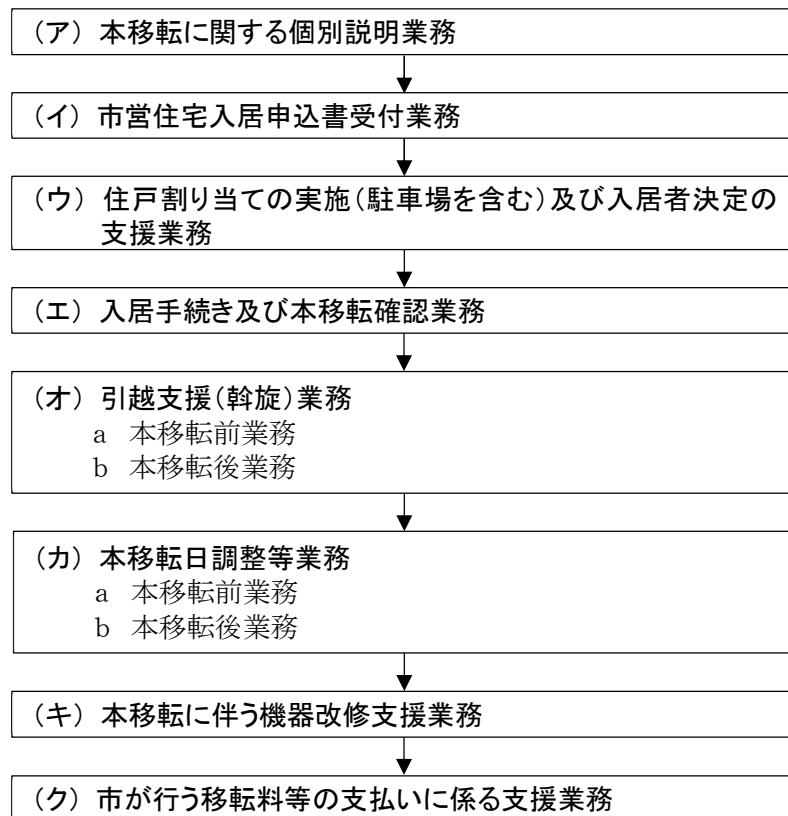 （ア）本移転に関する個別説明業務
（イ）市営住宅入居申込書受付業務
（ウ）住戸割り当ての実施（駐車場を含む）及び入居者決定の
支援業務
（エ）入居手続き及び本移転確認業務
（オ）引越支援（斡旋）業務
a 本移転前業務
b 本移転後業務
（カ）本移転日調整等業務
a 本移転前業務
b 本移転後業務
（キ）本移転に伴う機器改修支援業務
（ク）市が行う移転料等の支払いに係る支援業務